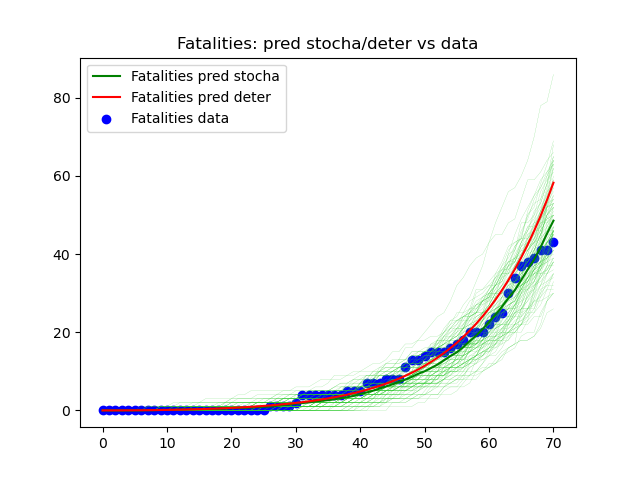 Fatalities: pred stocha/deter vs data
Fatalities pred stocha
Fatalities pred deter
Fatalities data
80
60
40
20
0
0 10 20 30 40 50 60 70